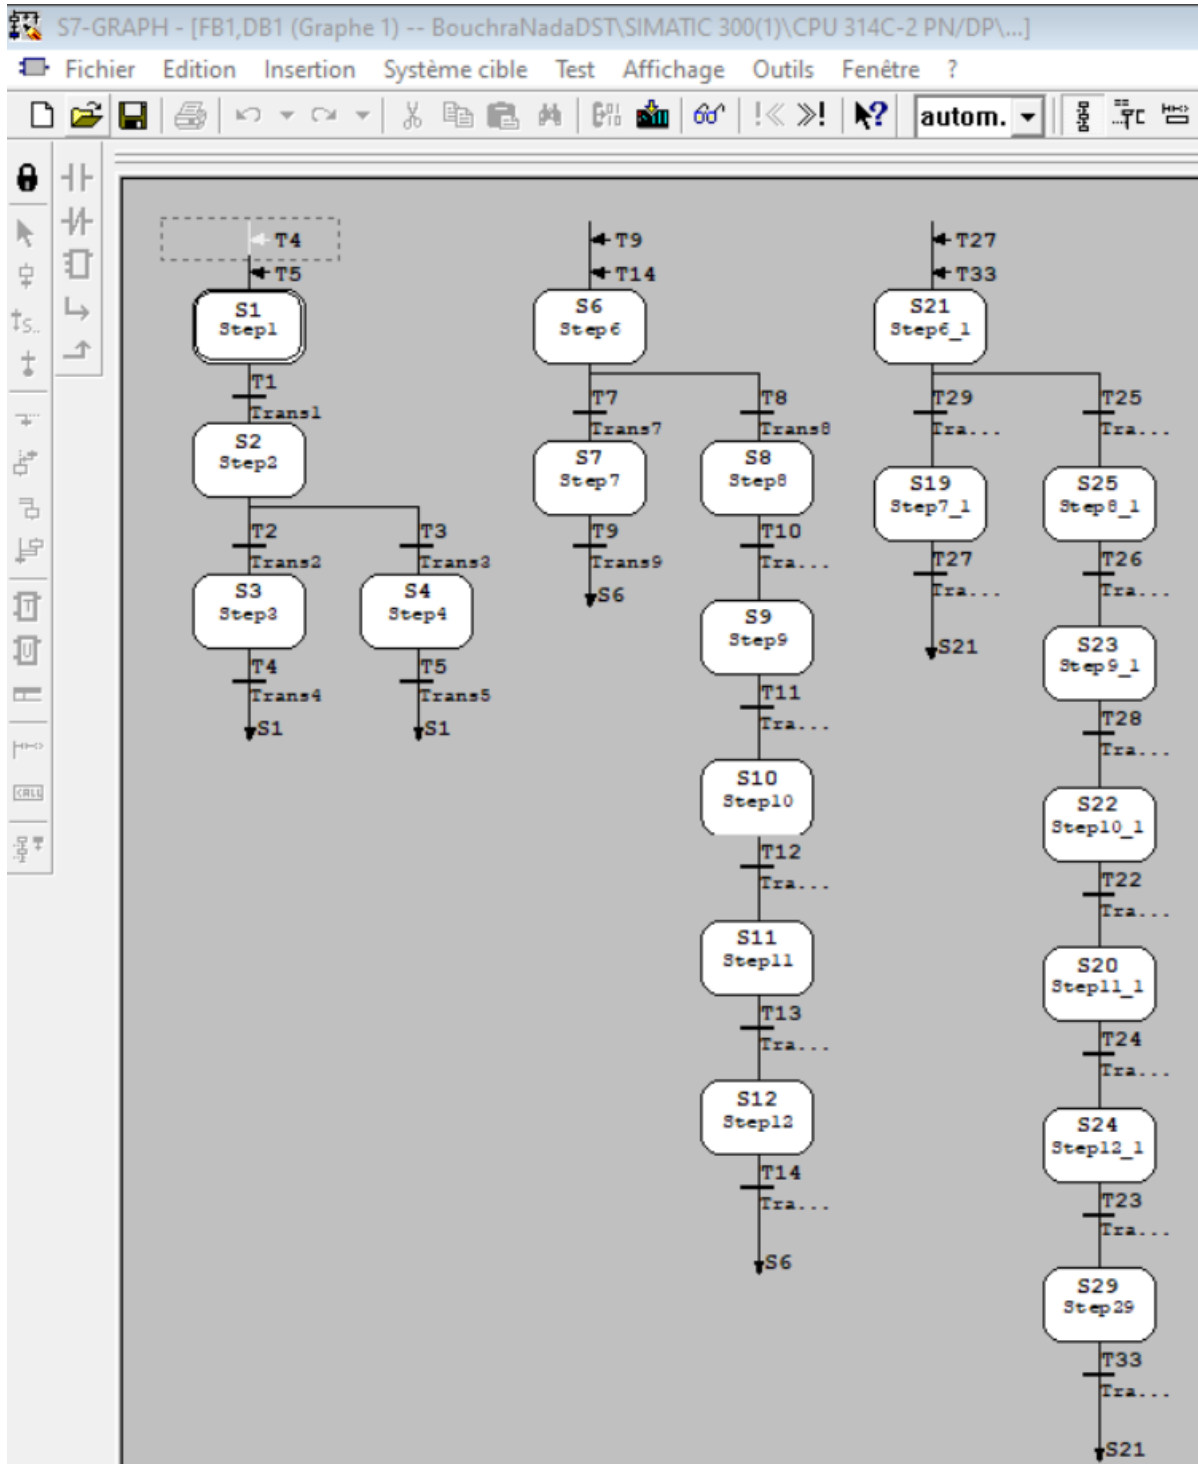 S7-GRAPH - [FB1,DB1 (Graphe 1) -- BouchraNadaDST\SIMATIC 300(1)\CPU 314C-2 PN/DP\...]
Fichier Edition Insertion Système cible Test Affichage Outils Fenêtre ?
autom.
T4
T5
S1
Step1
T1
Trans1
S2
Step2
T2
Trans2
T3
Trans3
S3
Step3
S4
Step4
T4
Trans4
T5
Trans5
S1
S1
T9
T14
S6
Step6
T7
Trans7
T8
Trans8
S7
Step7
S8
Step8
T9
Trans9
T10
Tra...
S6
S9
Step9
T11
Tra...
S10
Step10
T12
Tra...
S11
Step11
T13
Tra...
S12
Step12
T14
Tra...
S6
T27
T33
S21
Step6_1
T29
Tra...
T25
Tra...
S19
Step7_1
S25
Step8_1
T27
Tra...
T26
Tra...
S21
S23
Step9_1
T28
Tra...
S22
Step10_1
T22
Tra...
S20
Step11_1
T24
Tra...
S24
Step12_1
T23
Tra...
S29
Step29
T33
Tra...
S21
CALL